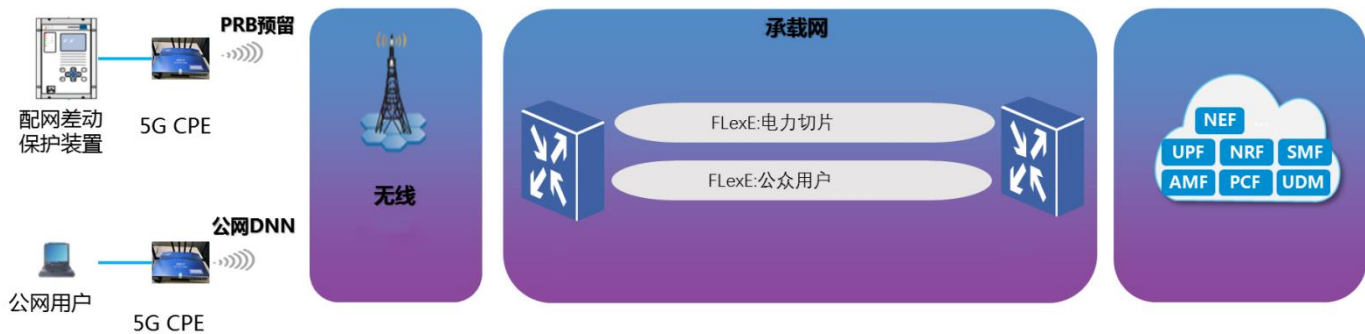 PRB预留
配网差动
保护装置
5G CPE
公网DNN
公网用户
5G CPE
无线
承载网
FLexE:电力切片
FLexE:公众用户
NEF ...
UPF NRF SMF
AMF PCF UDM